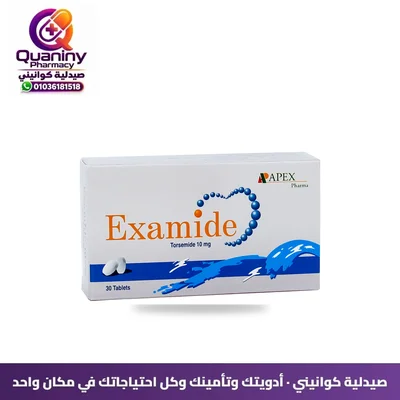 Quaniny
Pharmacy
صيدلية كوانيني
01036181518
APEX
Pharma
Examide
Torsemide 10 mg
30 Tablets
صيدلية كوانيني · أدويتك وتأمينك وكل احتياجاتك في مكان واحد